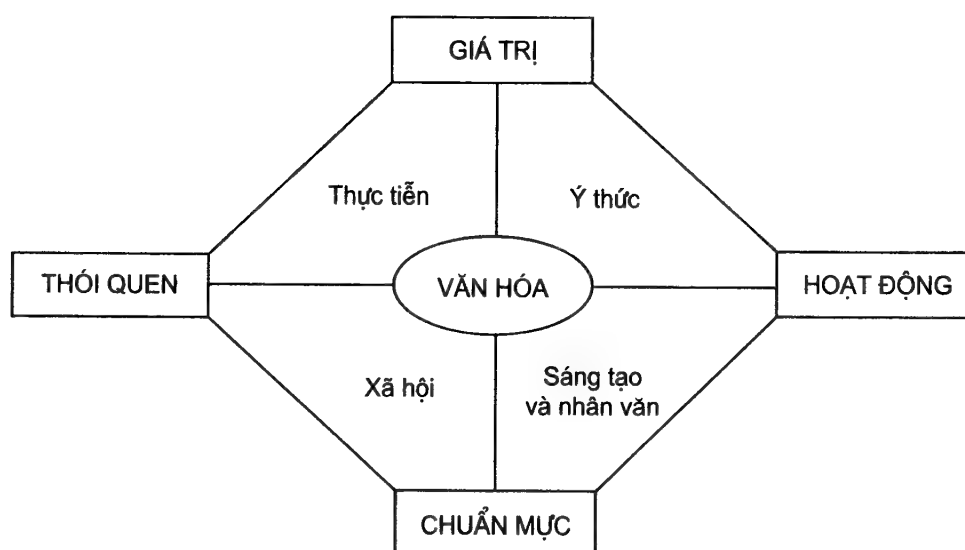 GIÁ TRỊ
Thực tiễn
Ý thức
THÓI QUEN
VĂN HÓA
HOẠT ĐỘNG
Xã hội
Sáng tạo
và nhân văn
CHUẨN MỰC